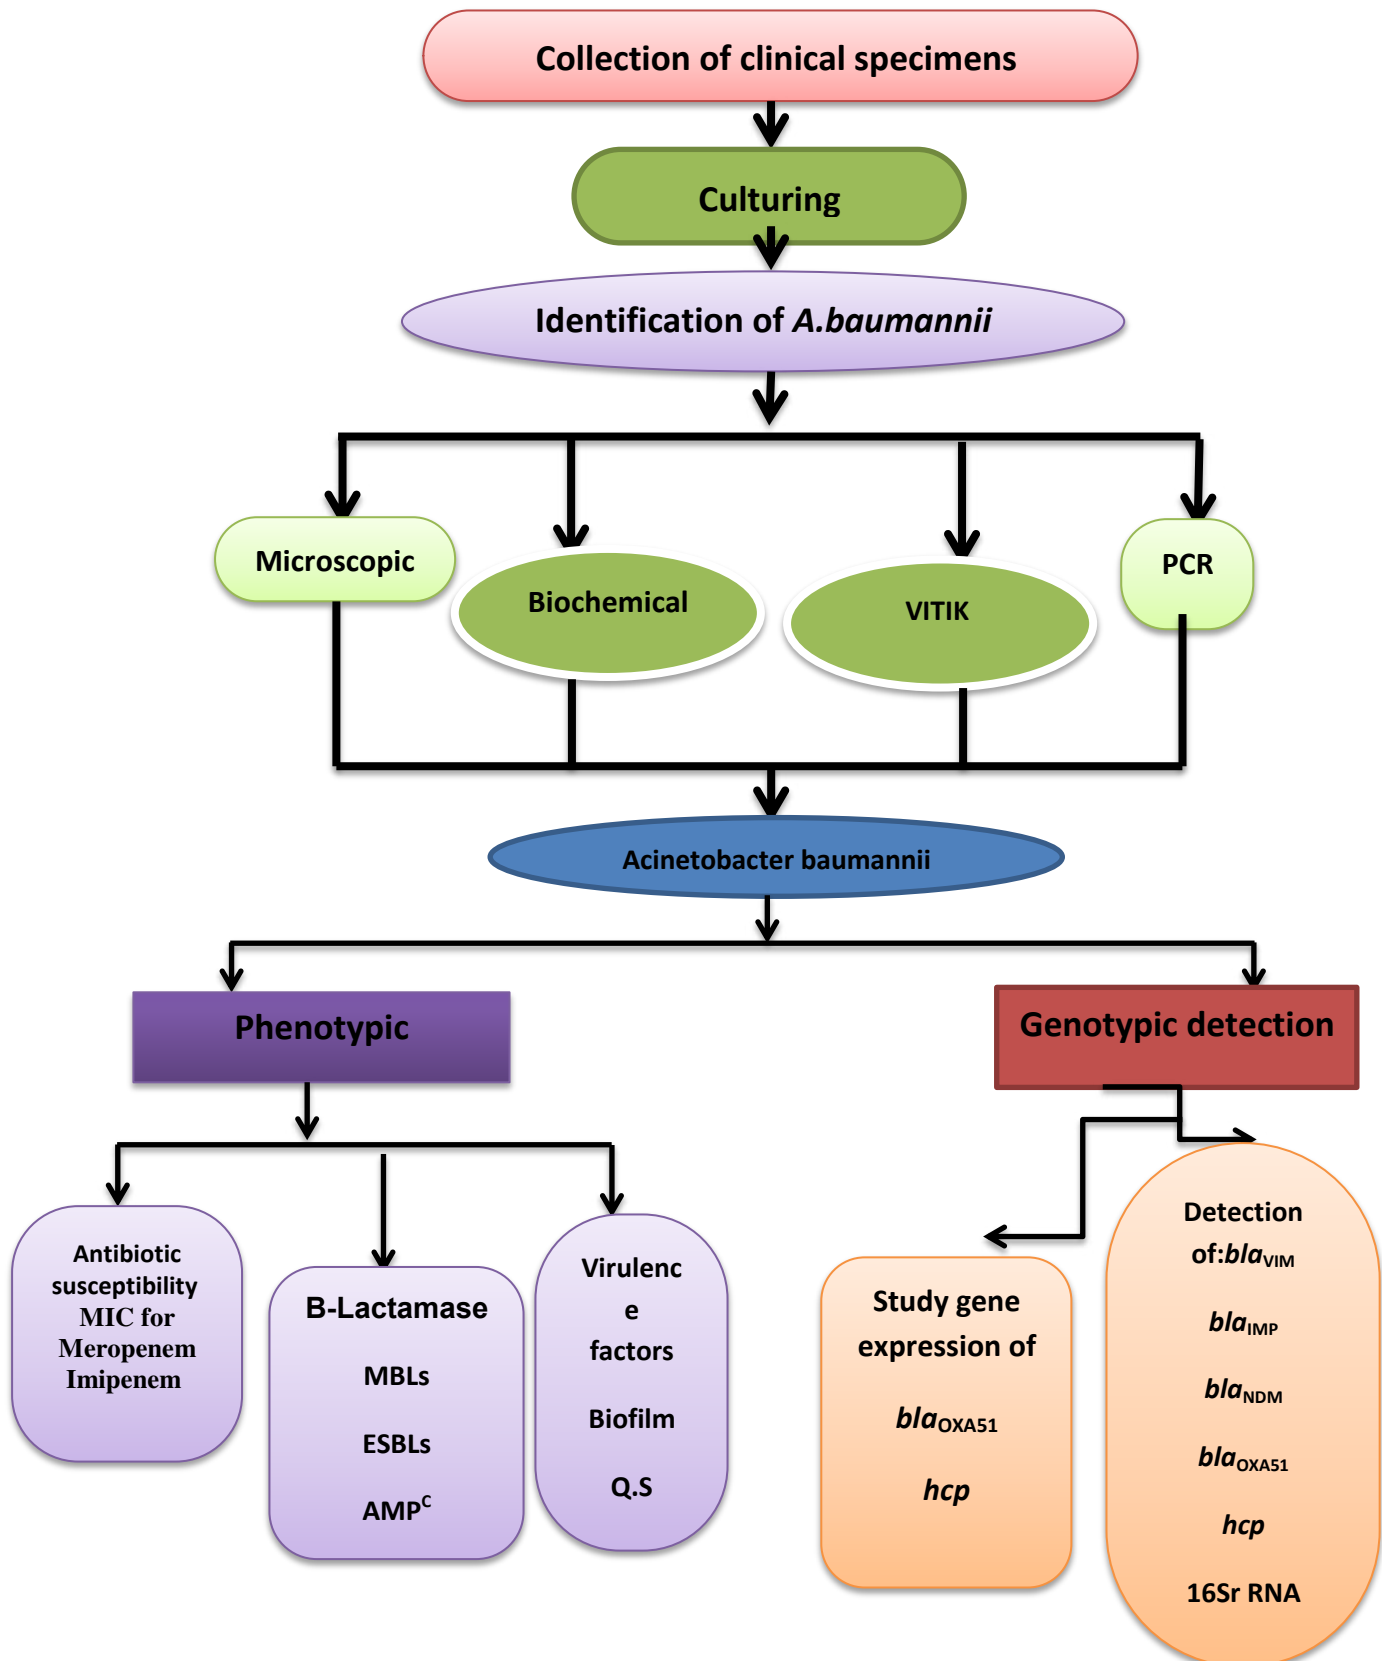 Collection of clinical specimens
Culturing
Identification of A.baumannii
Microscopic
Biochemical
VITIK
PCR
Acinetobacter baumannii
Phenotypic
Genotypic detection
Antibiotic
susceptibility
MIC for
Meropenem
Imipenem
B-Lactamase
MBLs
ESBLs
AMPC
Virulenc
e
factors
Biofilm
Q.S
Study gene
expression of
blaOXA51
hcp
Detection
of:blaVIM
blaIMP
blaNDM
blaOXA51
hcp
16Sr RNA